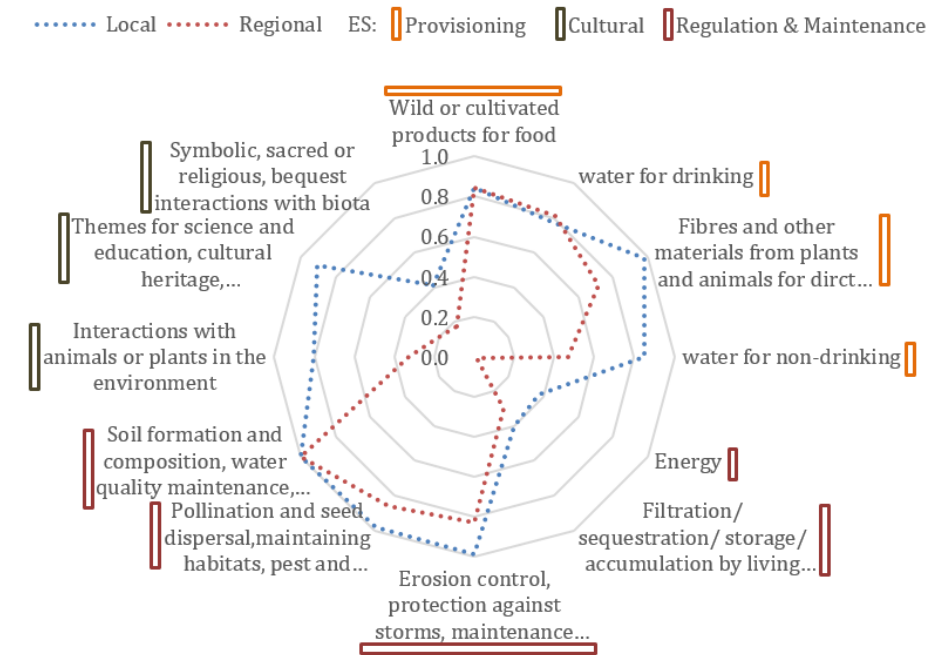 Local Regional ES: Provisioning Cultural Regulation & Maintenance
Wild or cultivated
products for food
water for drinking
Fibres and other
materials from plants
and animals for dirct...
water for non-drinking
Energy
Filtration/
sequestration/ storage/
accumulation by living...
Erosion control,
protection against
storms, maintenance...
Pollination and seed
dispersal,maintaining
habitats, pest and...
Soil formation and
composition, water
quality maintenance,...
Interactions with
animals or plants in the
environment
Themes for science and
education, cultural
heritage,...
Symbolic, sacred or
religious, bequest
interactions with biota
1.0
0.8
0.6
0.4
0.2
0.0